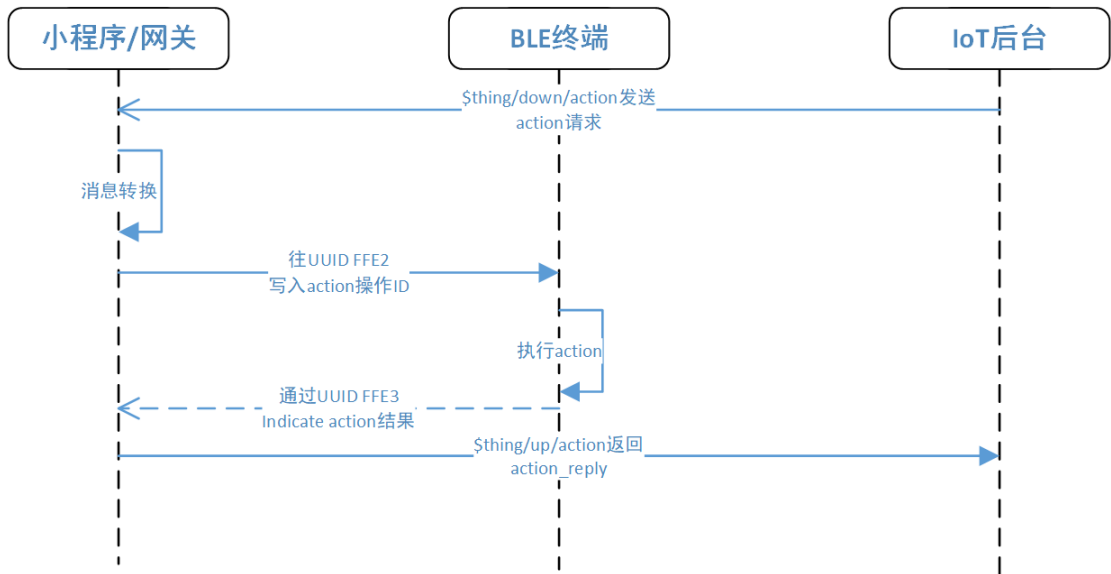 小程序/网关
BLE终端
IoT后台
$thing/down/action发送
action请求
消息转换
往UUID FFE2
写入action操作ID
执行action
通过UUID FFE3
Indicate action结果
$thing/up/action返回
action_reply